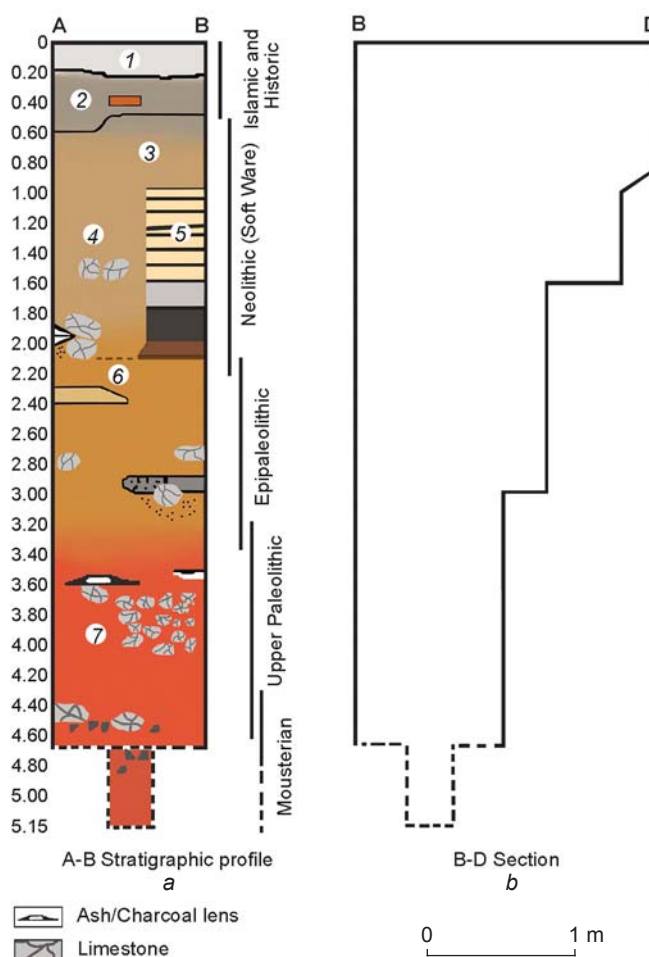 A B
B D
0
0.20
0.40
0.60
0.80
1.00
1.20
1.40
1.60
1.80
2.00
2.20
2.40
2.60
2.80
3.00
3.20
3.40
3.60
3.80
4.00
4.20
4.40
4.60
4.80
5.00
5.15
1
2
3
4
5
6
7
Islamic and
Historic
Neolithic (Soft Ware)
Epipaleolithic
Upper Paleolithic
Mousterian
A-B Stratigraphic profile
a
B-D Section
b
Ash/Charcoal lens
Limestone
0 1 m